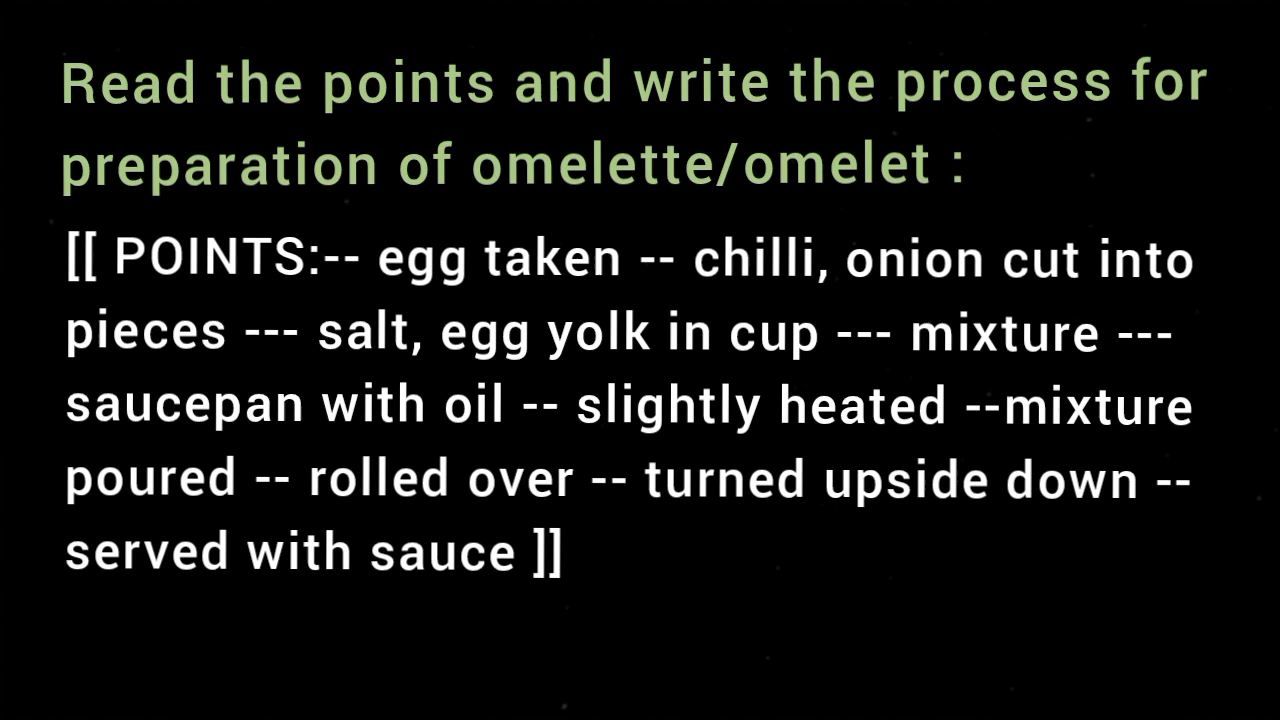 Read the points and write the process for
preparation of omelette/omelet :
[[ POINTS:-- egg taken -- chilli, onion cut into
pieces --- salt, egg yolk in cup --- mixture ---
saucepan with oil -- slightly heated --mixture
poured -- rolled over -- turned upside down --
served with sauce ]]